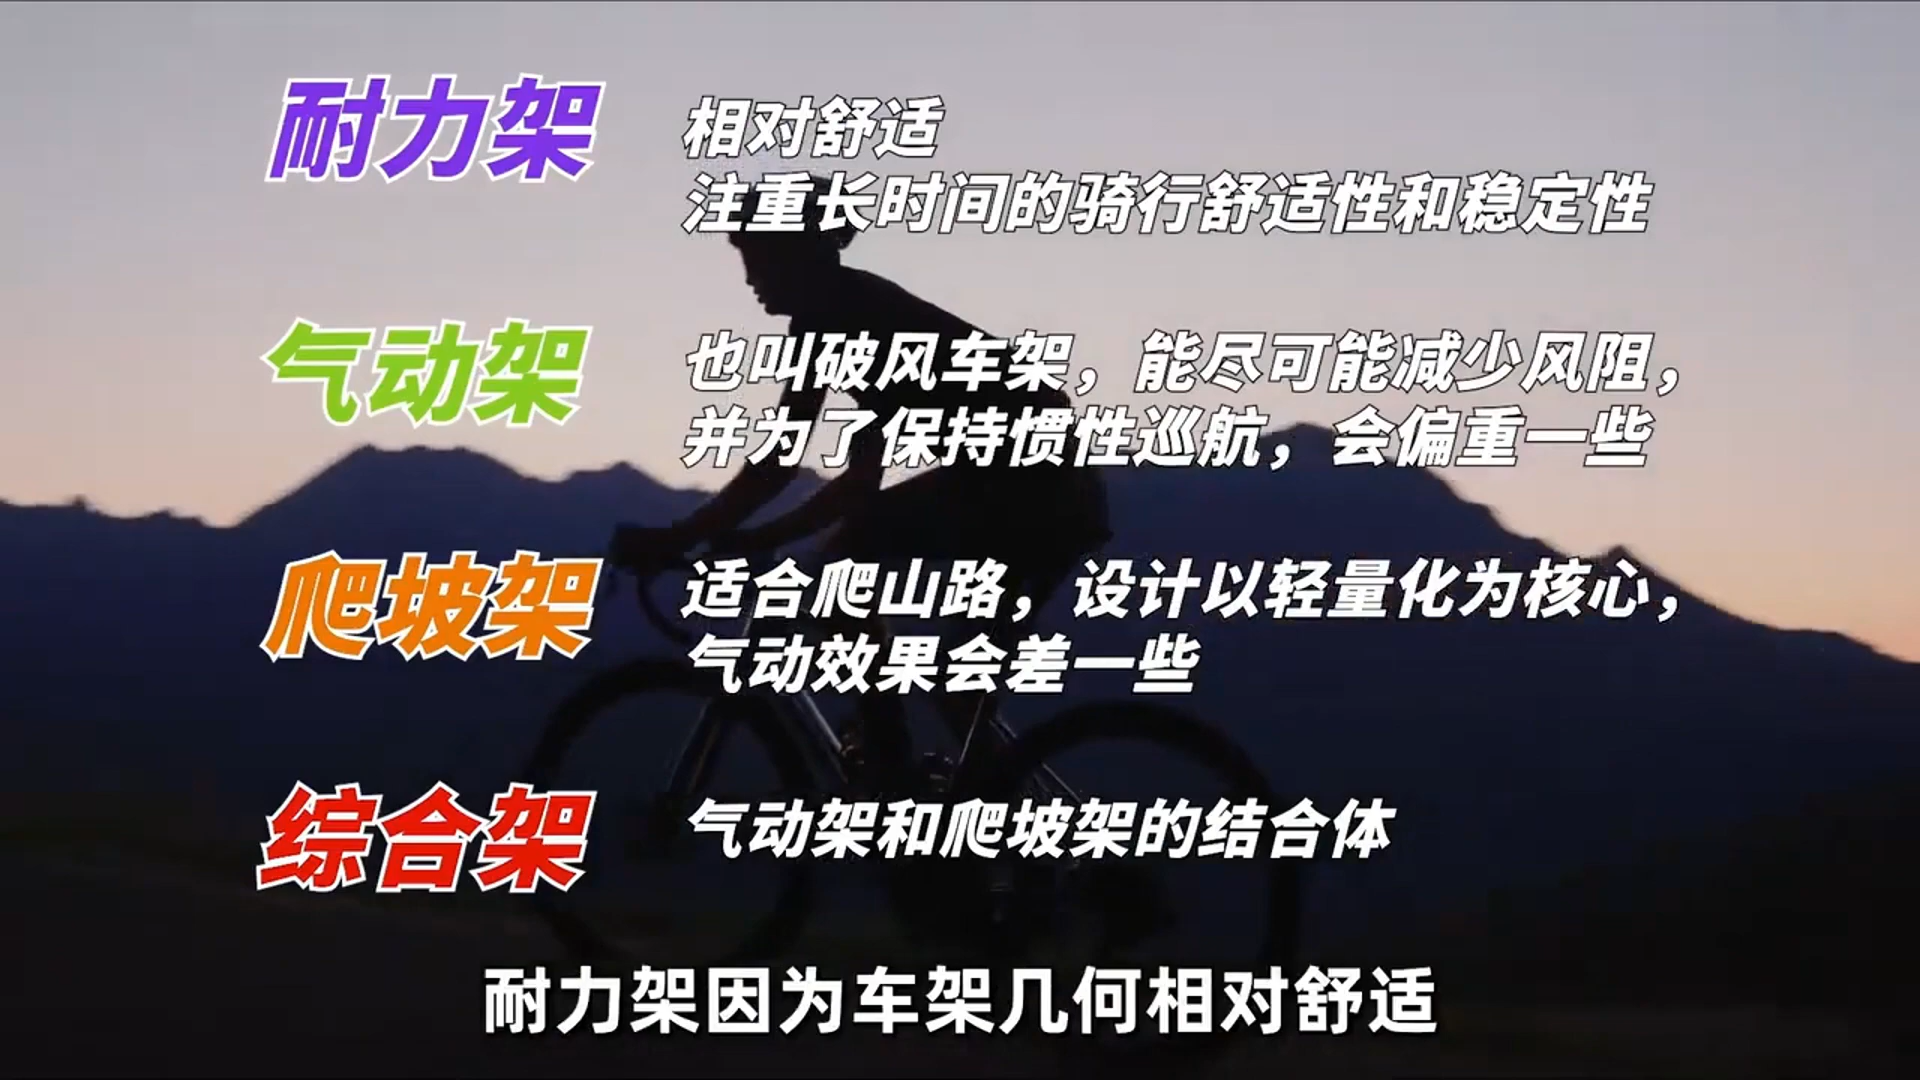 耐力架
相对舒适
注重长时间的骑行舒适性和稳定性
气动架
也叫破风车架，能尽可能减少风阻，
并为了保持惯性巡航，会偏重一些
爬坡架
适合爬山路，设计以轻量化为核心，
气动效果会差一些
综合架
气动架和爬坡架的结合体
耐力架因为车架几何相对舒适